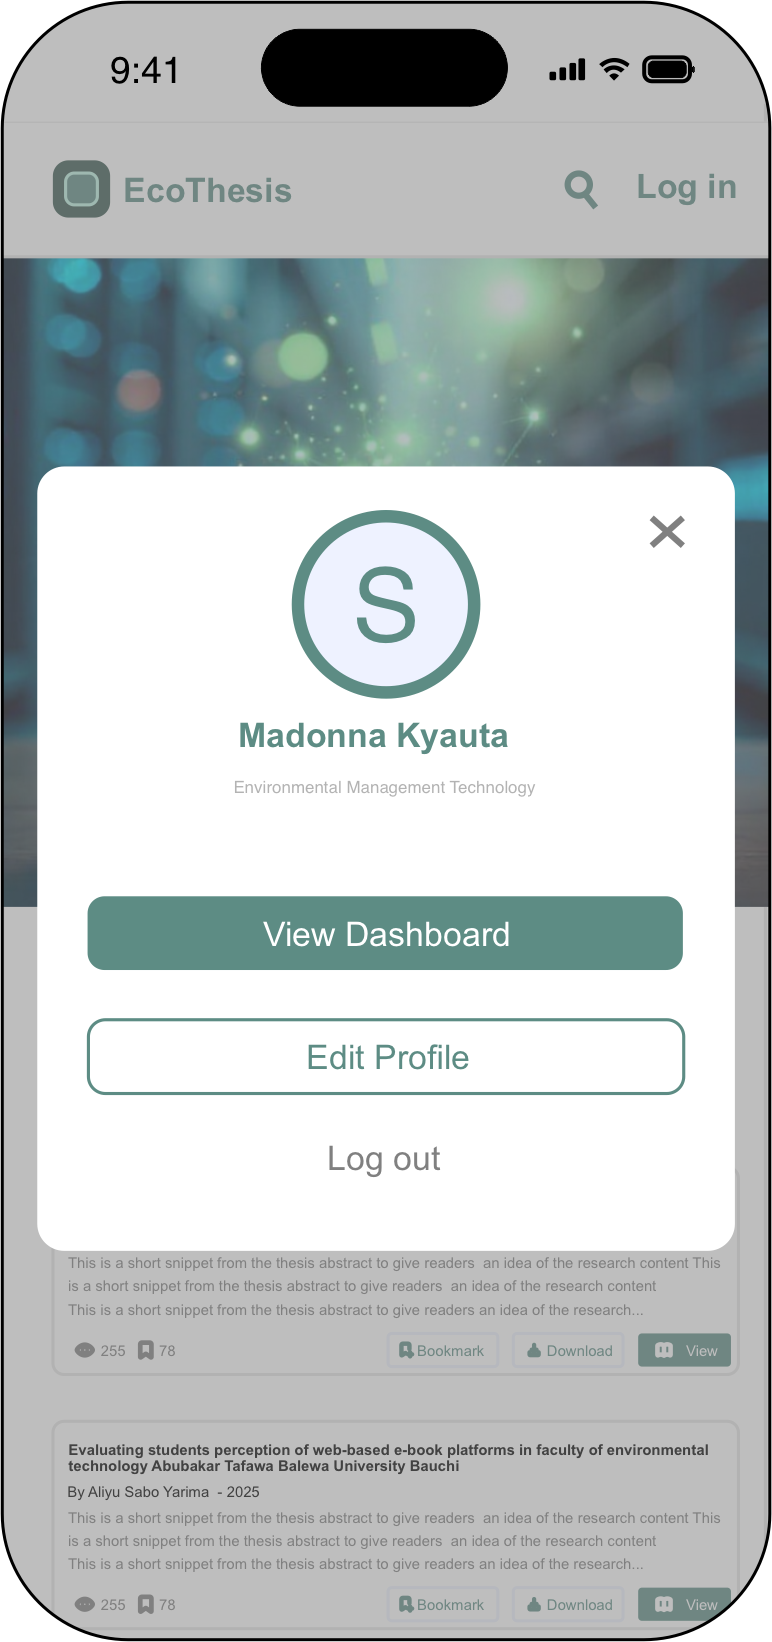 9:41
EcoThesis
Log in
S
Madonna Kyauta
Environmental Management Technology
View Dashboard
Edit Profile
Log out
This is a short snippet from the thesis abstract to give readers  an idea of the research content This
is a short snippet from the thesis abstract to give readers  an idea of the research content
This is a short snippet from the thesis abstract to give readers an idea of the research...
255 78 Bookmark Download View
Evaluating students perception of web-based e-book platforms in faculty of environmental
technology Abubakar Tafawa Balewa University Bauchi
By Aliyu Sabo Yarima  - 2025
This is a short snippet from the thesis abstract to give readers  an idea of the research content This
is a short snippet from the thesis abstract to give readers  an idea of the research content
This is a short snippet from the thesis abstract to give readers an idea of the research...
255 78 Bookmark Download View